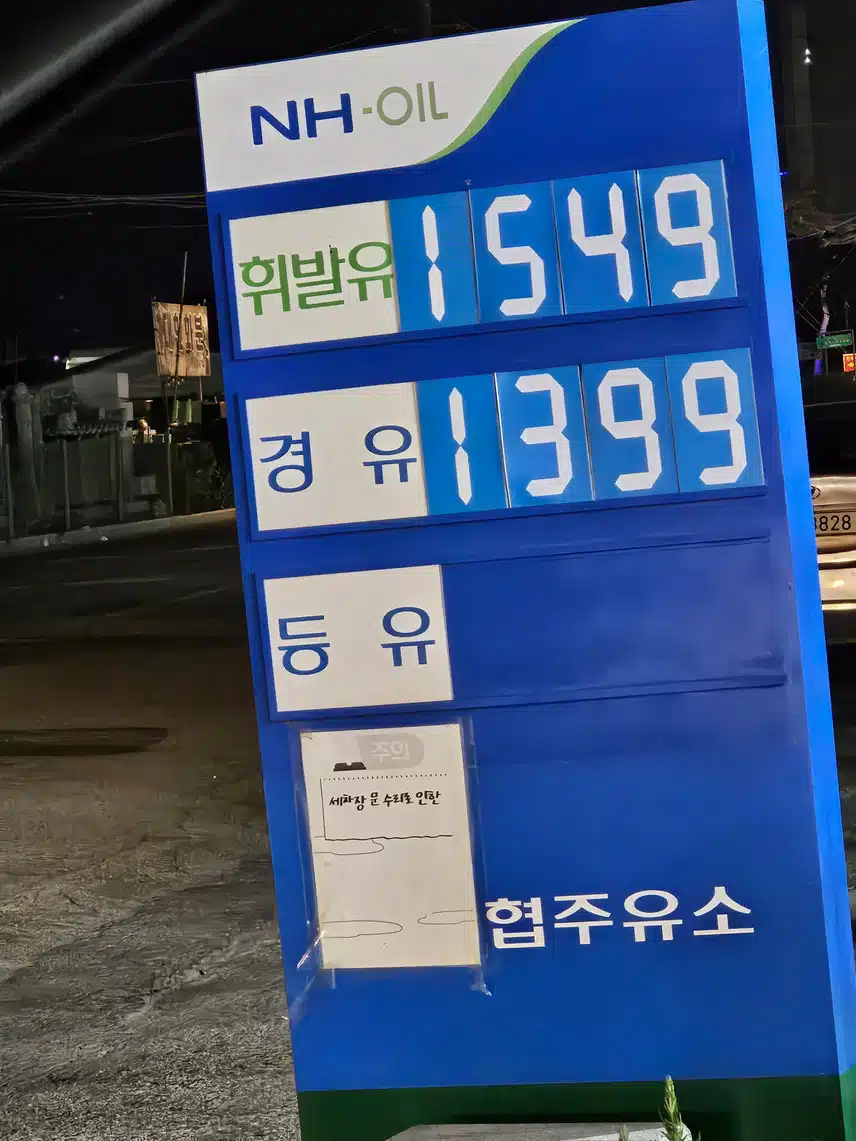 NH-OIL
휘발유 1549
경 유 1399
등 유
주의
세차장 문 수리로 인한
협주유소
828